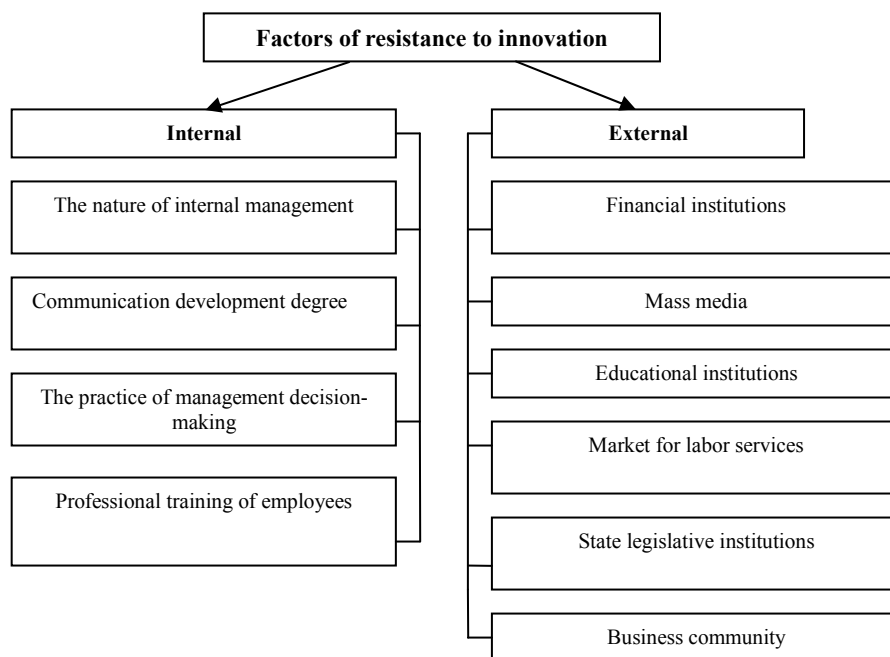 Factors of resistance to innovation
Internal
The nature of internal management
Communication development degree
The practice of management decision-
making
Professional training of employees
External
Financial institutions
Mass media
Educational institutions
Market for labor services
State legislative institutions
Business community